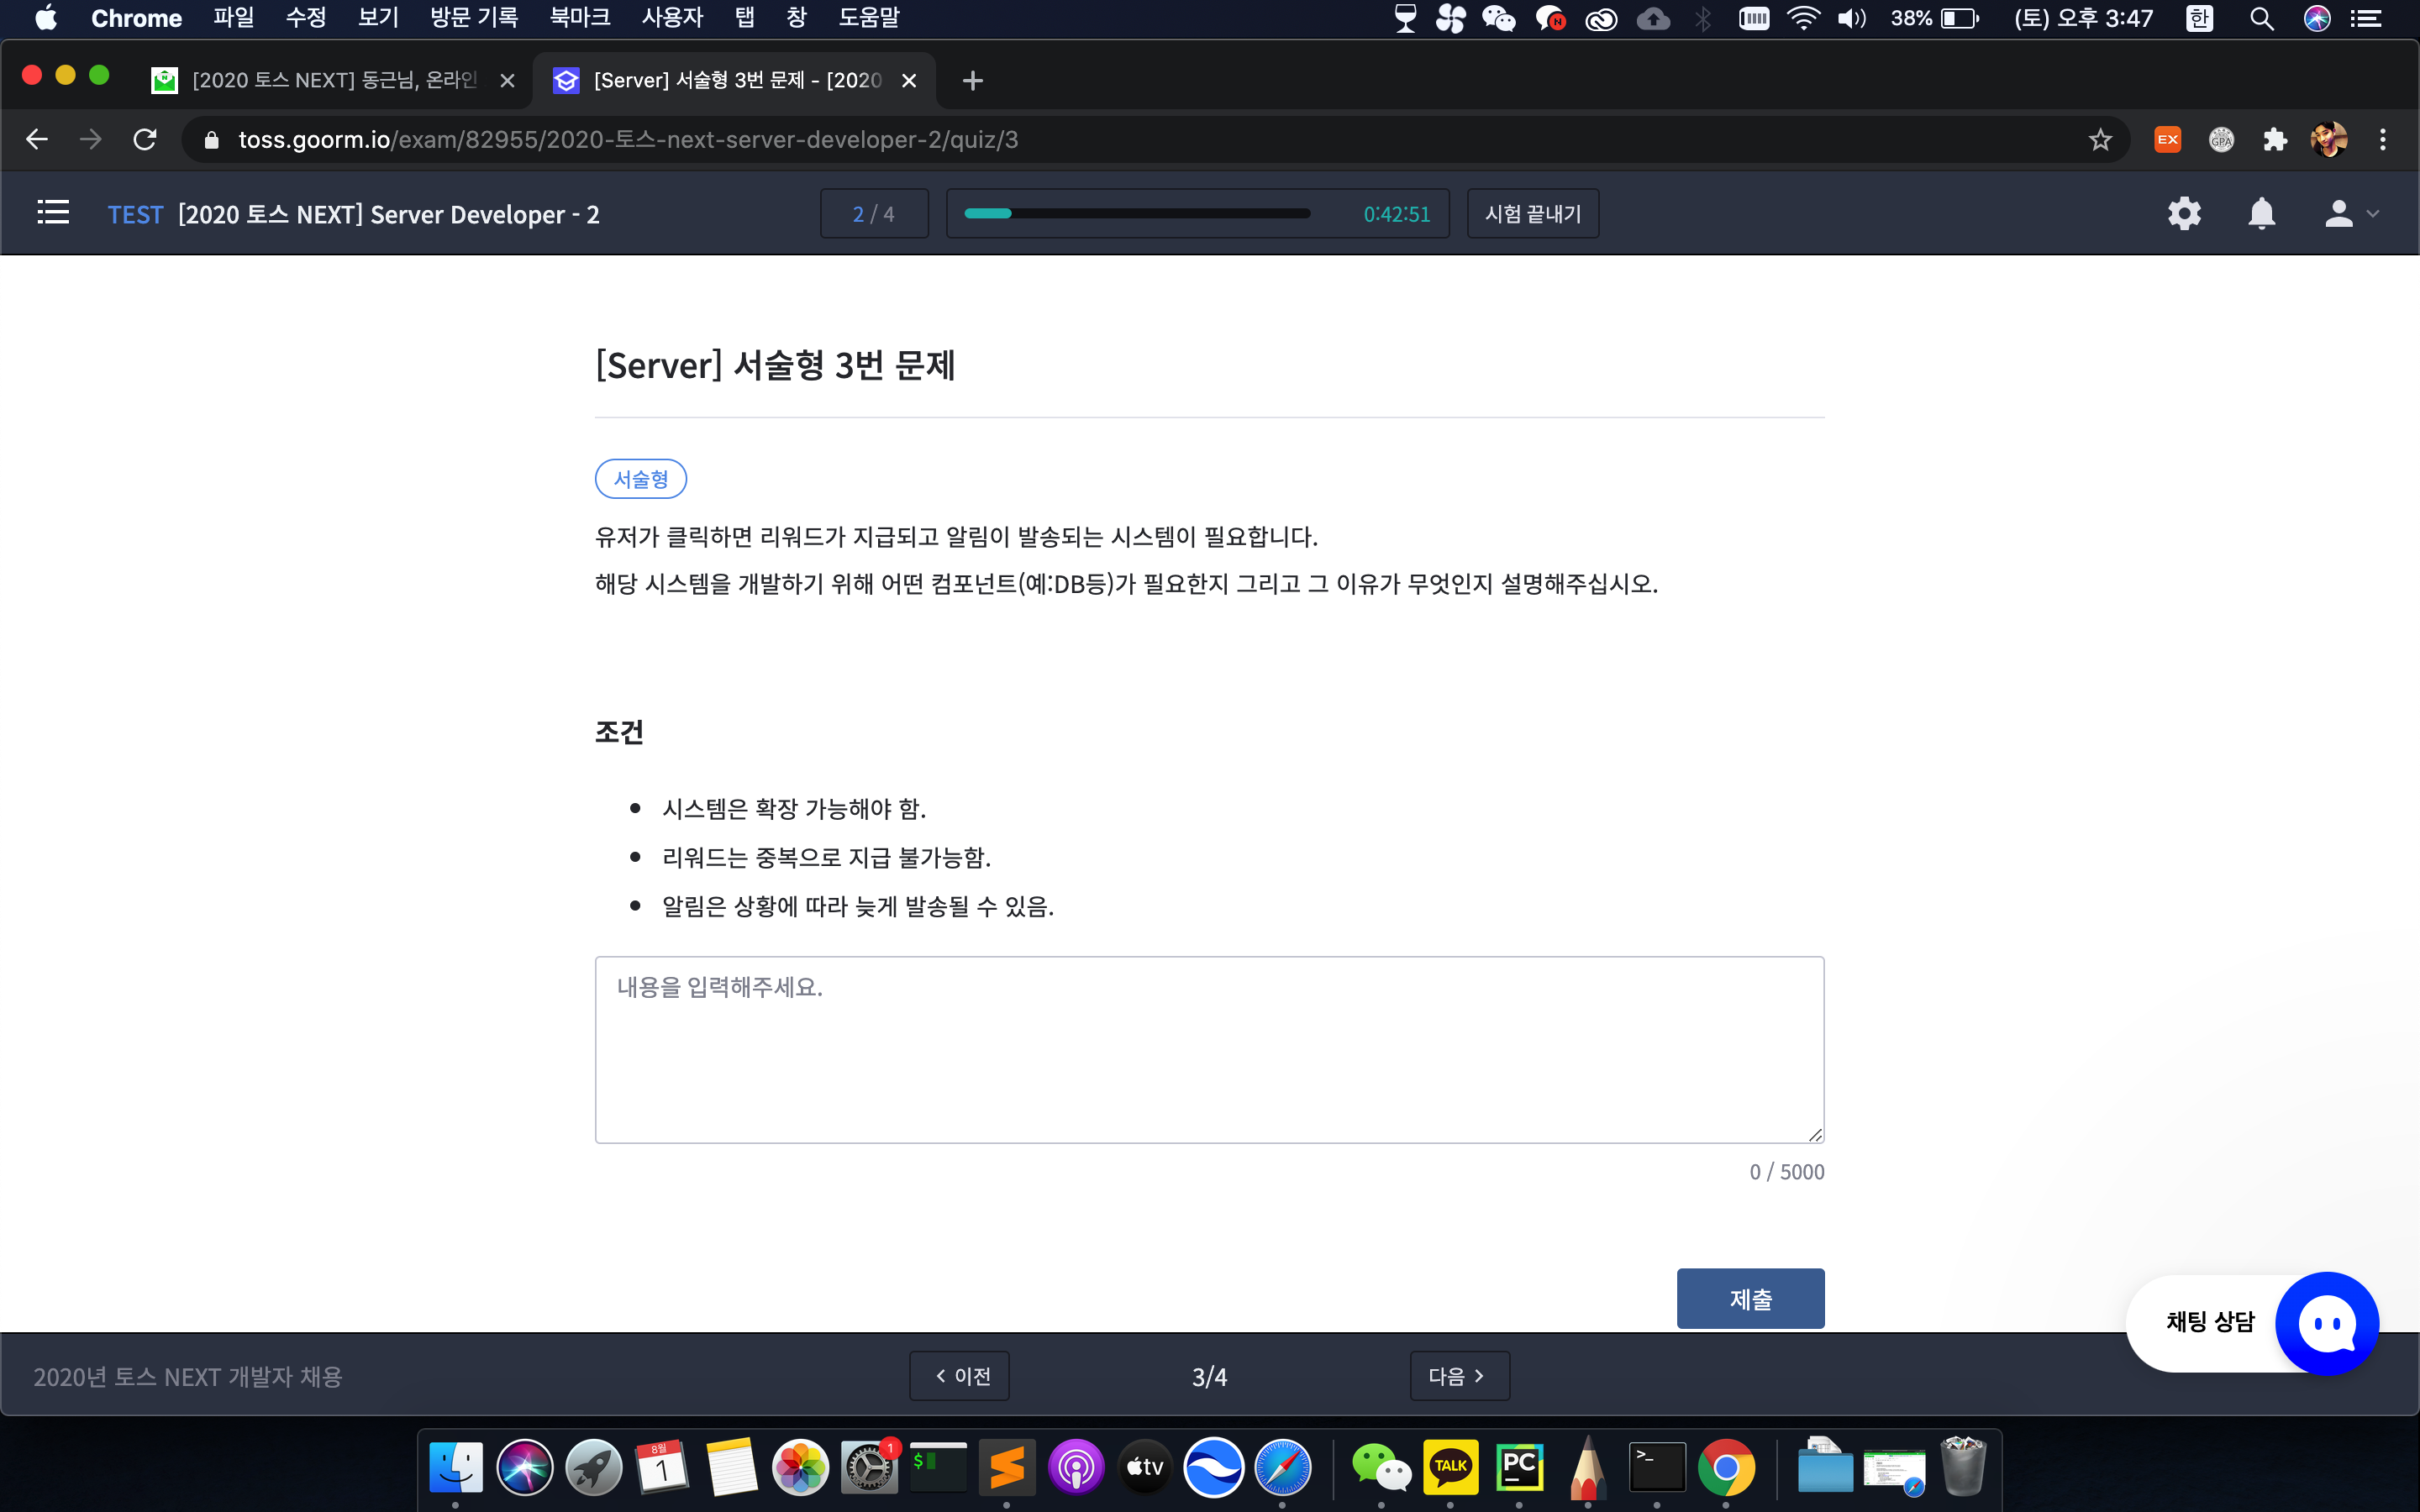 Chrome 파일 수정 보기 방문 기록 북마크 사용자 탭 창 도움말 38% (토) 오후 3:47 한
[2020 토스 NEXT] 동근님, 온라인
[Server] 서술형 3번 문제 - [2020
toss.goorm.io/exam/82955/2020-토스-next-server-developer-2/quiz/3
EX
GPA
TEST [2020 토스 NEXT] Server Developer - 2
2 / 4
0:42:51
시험 끝내기
[Server] 서술형 3번 문제
서술형
유저가 클릭하면 리워드가 지급되고 알림이 발송되는 시스템이 필요합니다.
해당 시스템을 개발하기 위해 어떤 컴포넌트(예:DB등)가 필요한지 그리고 그 이유가 무엇인지 설명해주십시오.
조건
시스템은 확장 가능해야 함.
리워드는 중복으로 지급 불가능함.
알림은 상황에 따라 늦게 발송될 수 있음.
내용을 입력해주세요.
0 / 5000
제출
채팅 상담
2020년 토스 NEXT 개발자 채용
이전
3/4
다음
8월
1
1
$
tv
TALK
PC
>_